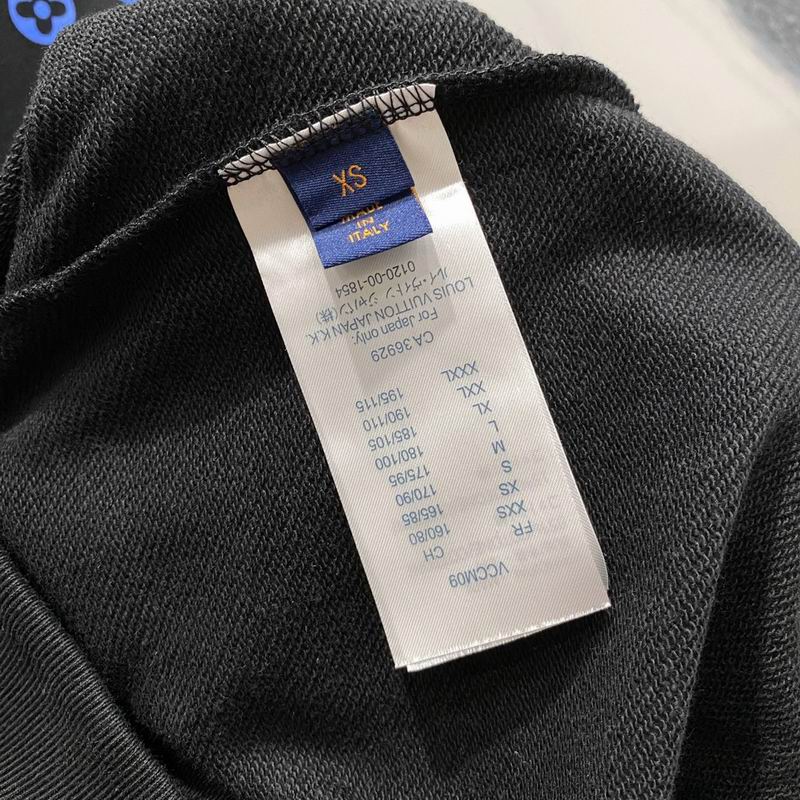 XS
MADE
IN
ITALY
VCCM09
FR CH
XXS 160/80
XS 165/85
S 170/90
M 175/95
L 180/100
XL 185/105
XXL 190/110
XXXL 195/115
CA 36929
For Japan only:
LOUIS VUITTON JAPAN K.K.
ルイ・ヴィトン ジャパン(株)
0120-00-1854